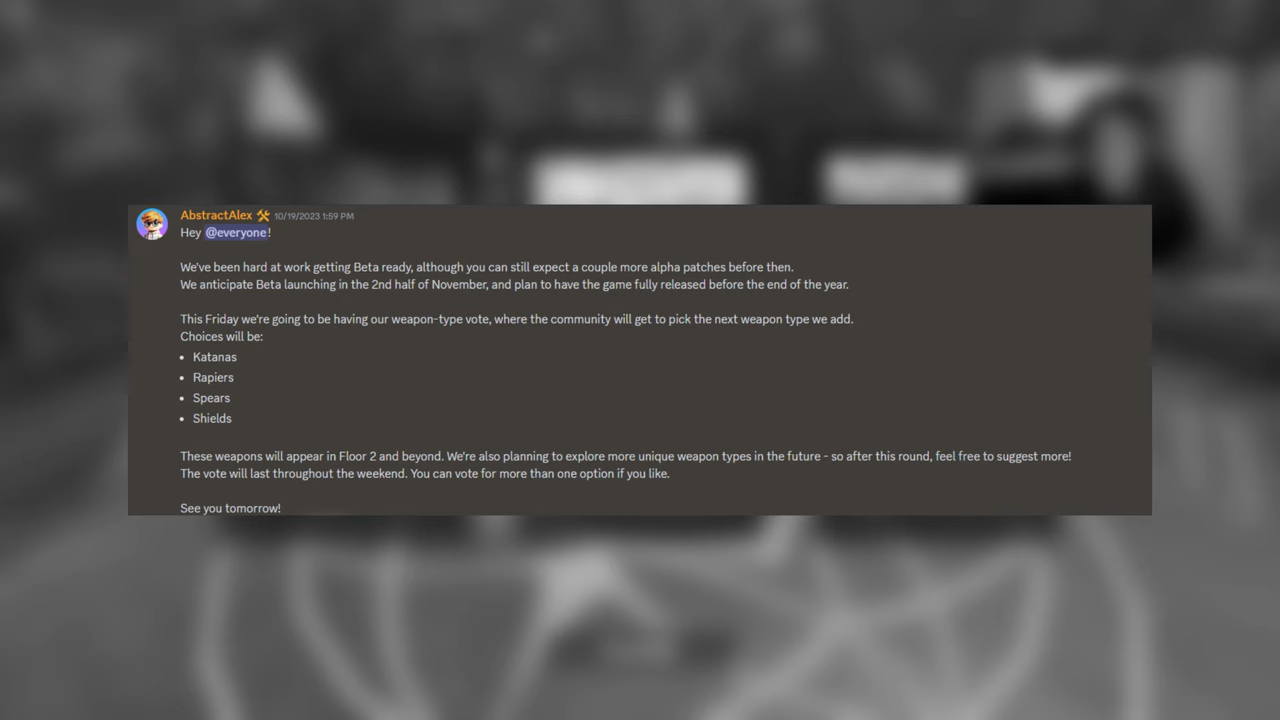 AbstractAlex 10/19/2023 1:59 PM
Hey @everyone!
We've been hard at work getting Beta ready, although you can still expect a couple more alpha patches before then.
We anticipate Beta launching in the 2nd half of November, and plan to have the game fully released before the end of the year.
This Friday we're going to be having our weapon-type vote, where the community will get to pick the next weapon type we add.
Choices will be:
• Katanas
• Rapiers
• Spears
• Shields
These weapons will appear in Floor 2 and beyond. We're also planning to explore more unique weapon types in the future - so after this round, feel free to suggest more!
The vote will last throughout the weekend. You can vote for more than one option if you like.
See you tomorrow!